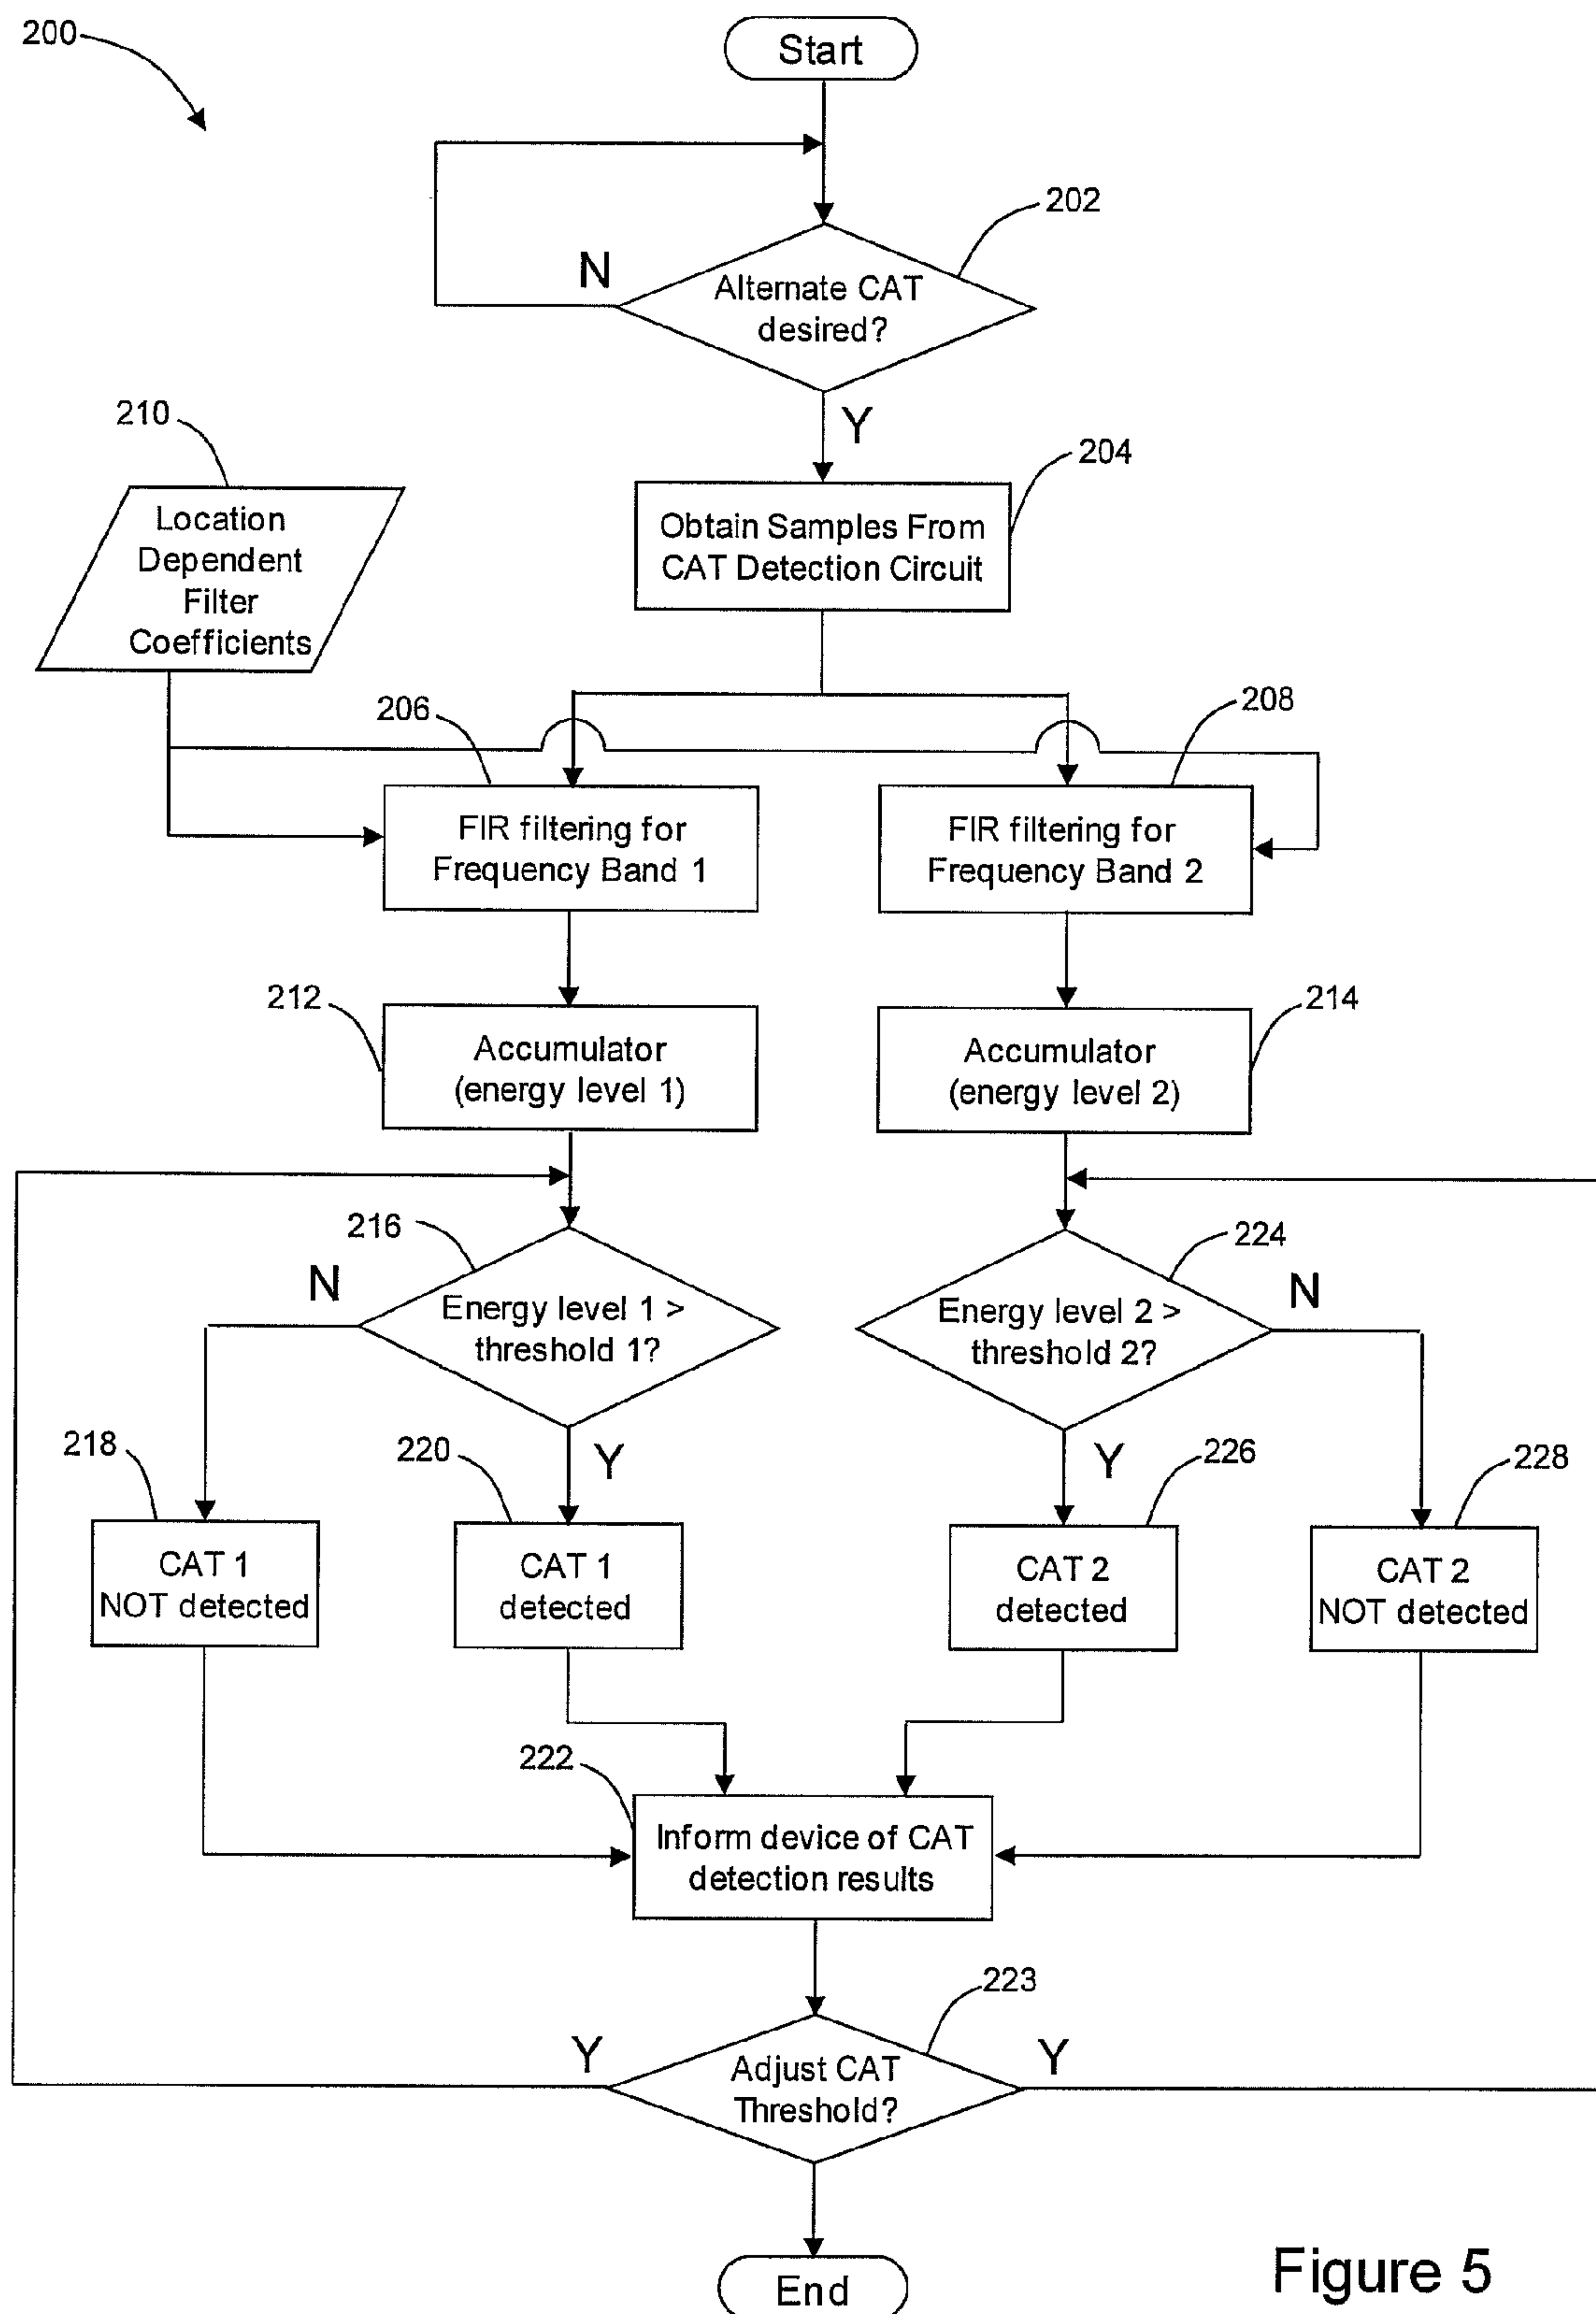 200
Start
202
N
Alternate CAT
desired?
Y
210
204
Location
Dependent
Filter
Coefficients
Obtain Samples From
CAT Detection Circuit
206
208
FIR filtering for
Frequency Band 1
FIR filtering for
Frequency Band 2
212
214
Accumulator
(energy level 1)
Accumulator
(energy level 2)
216
224
N
Energy level 1 >
threshold 1?
Energy level 2 >
threshold 2?
N
218
220
Y
Y
226
228
CAT 1
NOT detected
CAT 1
detected
CAT 2
detected
CAT 2
NOT detected
222
Inform device of CAT
detection results
223
Y
Adjust CAT
Threshold?
Y
End
Figure 5